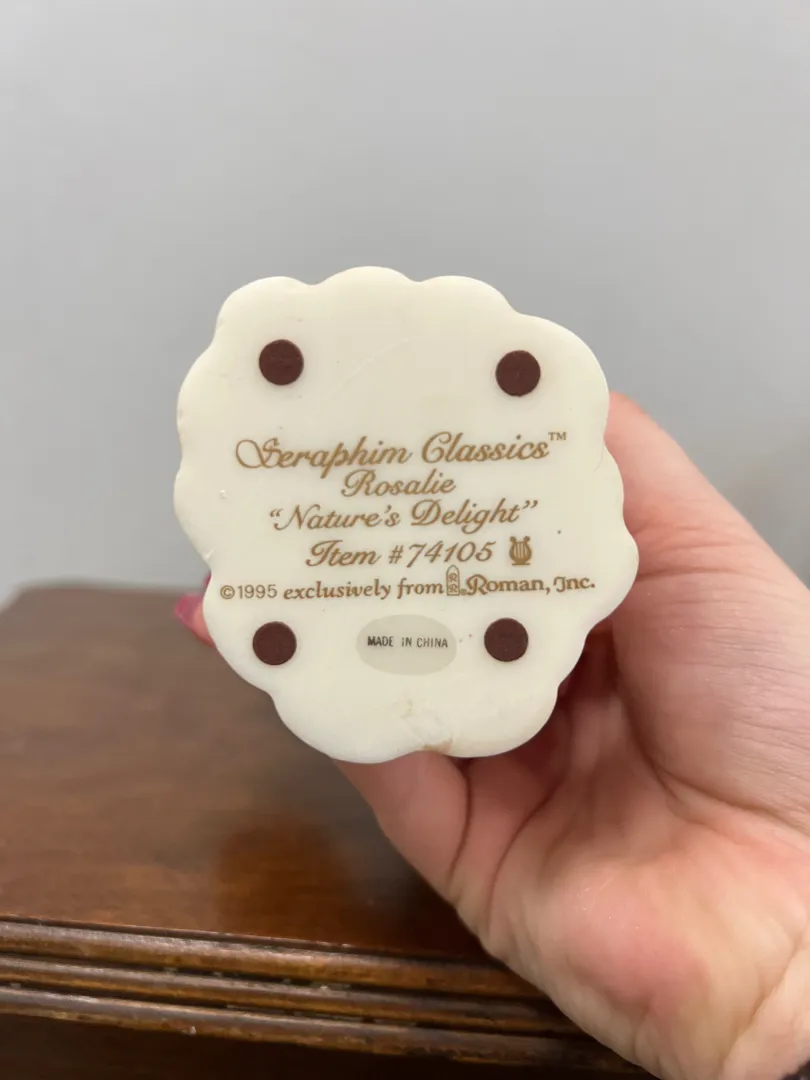 Seraphim Classics™
Rosalie
“Nature’s Delight”
Item #74105
©1995 exclusively from Roman, Inc.
MADE IN CHINA